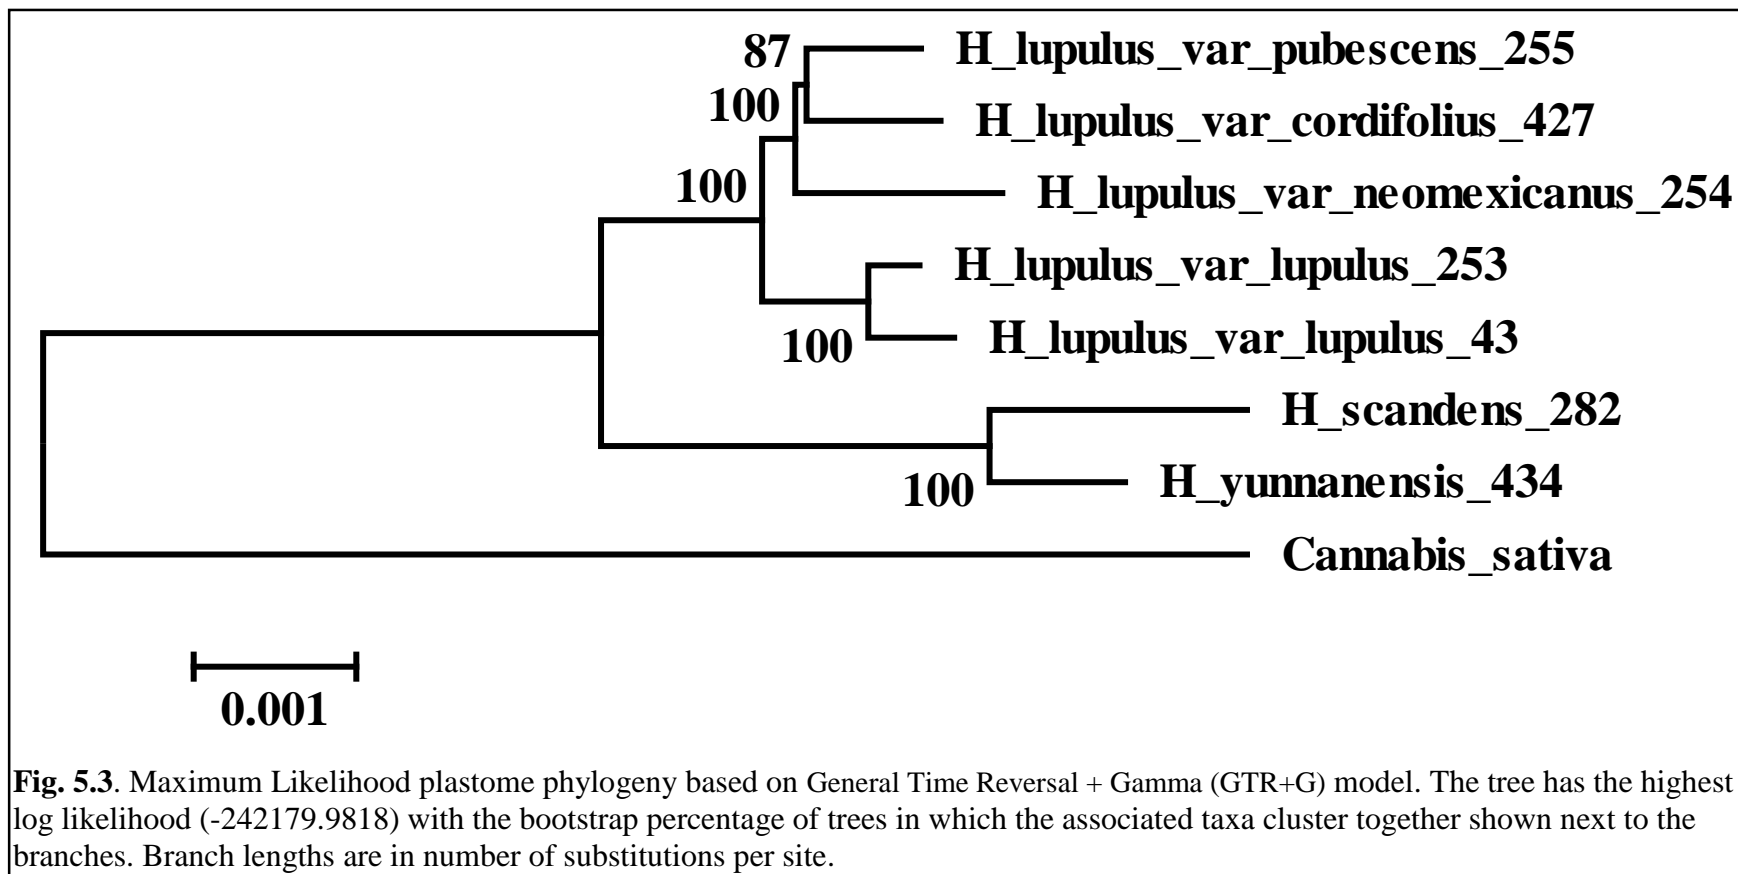 87
H_lupulus_var_pubescens_255
100
H_lupulus_var_cordifolius_427
100
H_lupulus_var_neomexicanus_254
H_lupulus_var_lupulus_253
100
H_lupulus_var_lupulus_43
H_scandens_282
100
H_yunnanensis_434
Cannabis_sativa
0.001
Fig. 5.3. Maximum Likelihood plastome phylogeny based on General Time Reversal + Gamma (GTR+G) model. The tree has the highest
log likelihood (-242179.9818) with the bootstrap percentage of trees in which the associated taxa cluster together shown next to the
branches. Branch lengths are in number of substitutions per site.